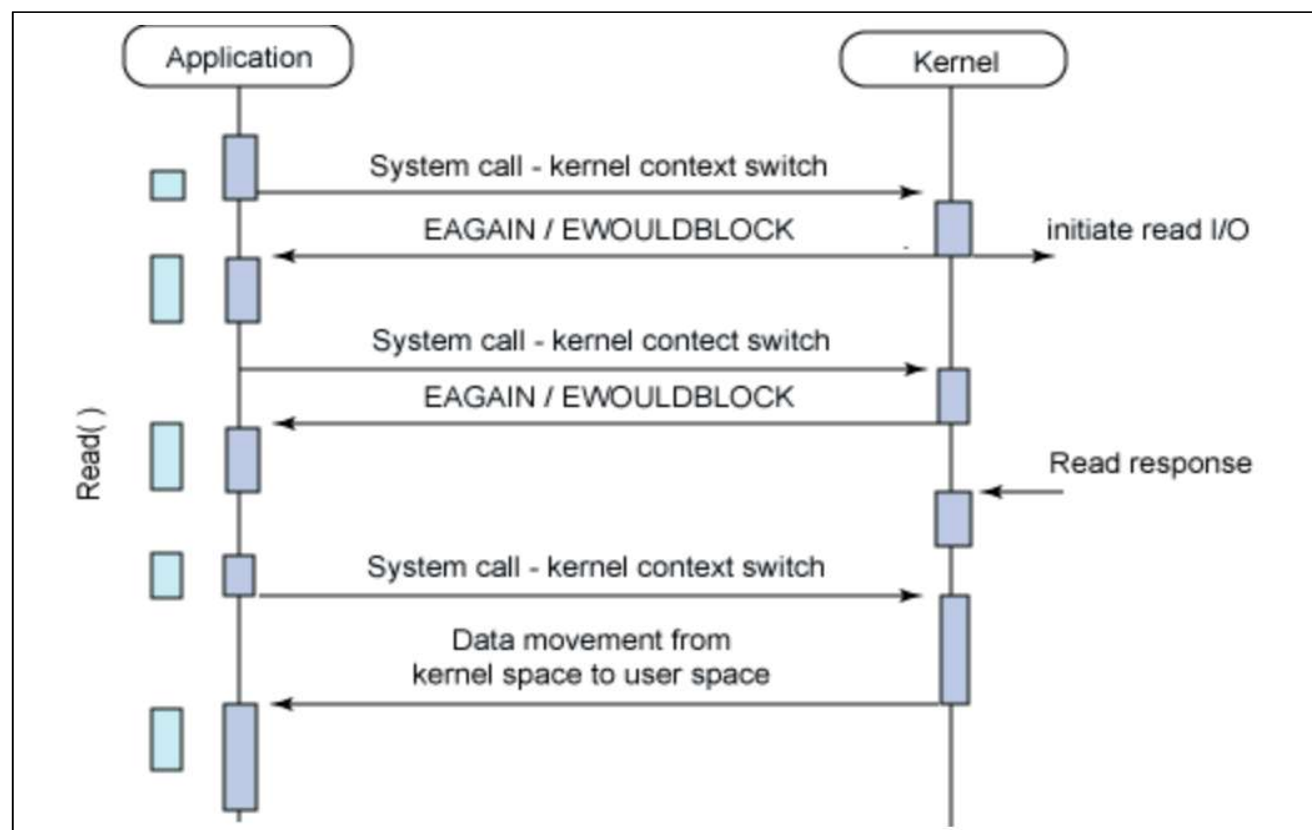 Application
Kernel
System call - kernel context switch
EAGAIN / EWOULDBLOCK
initiate read I/O
System call - kernel contect switch
EAGAIN / EWOULDBLOCK
Read( )
Read response
System call - kernel context switch
Data movement from
kernel space to user space